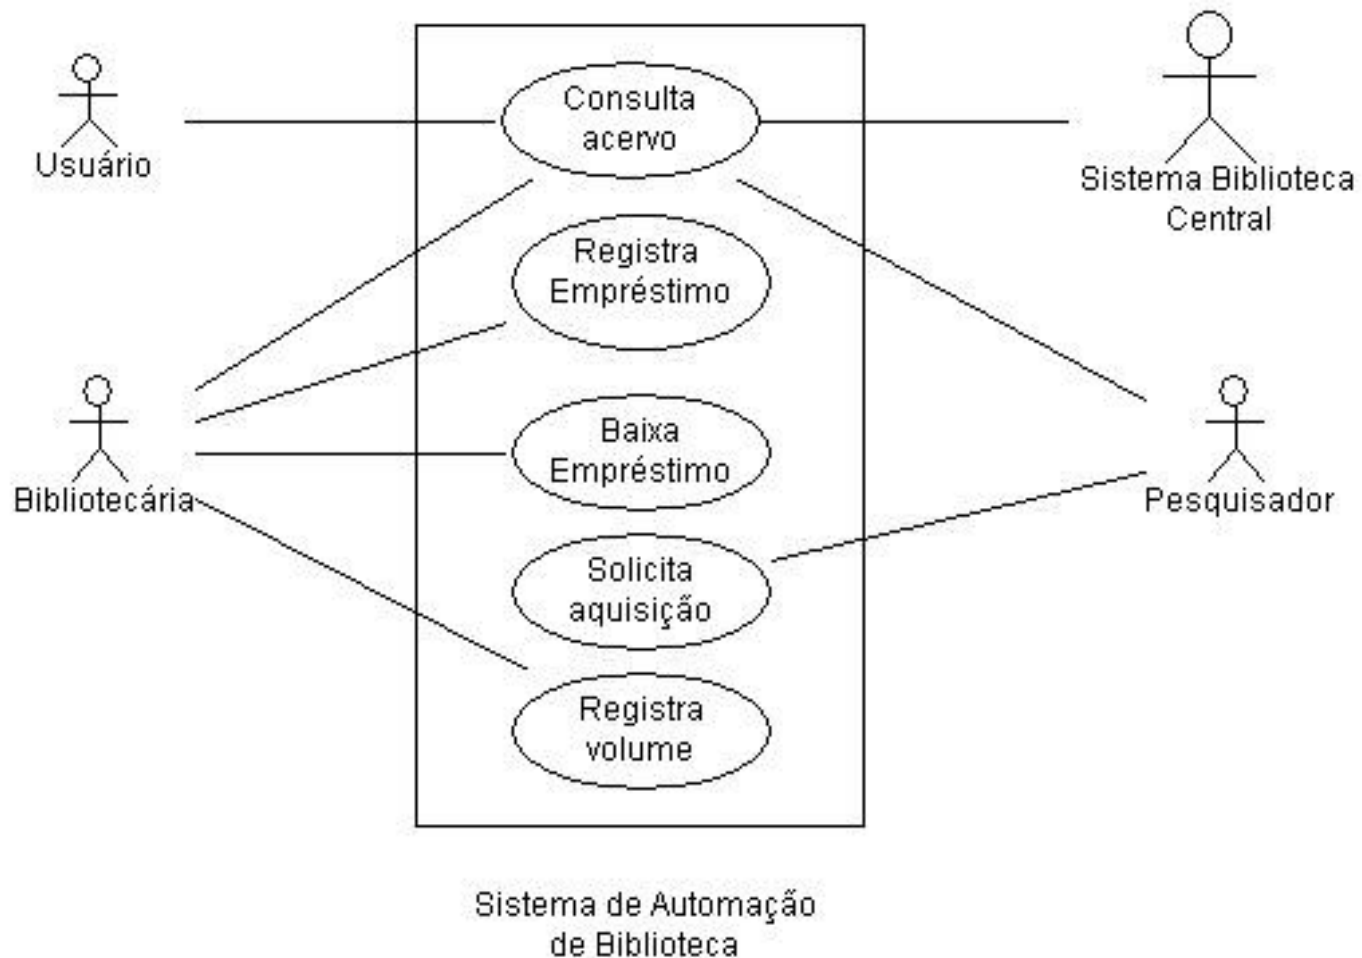 Consulta
acervo
Usuário
Sistema Biblioteca
Central
Registra
Empréstimo
Baixa
Empréstimo
Bibliotecária
Pesquisador
Solicita
aquisição
Registra
volume
Sistema de Automação
de Biblioteca